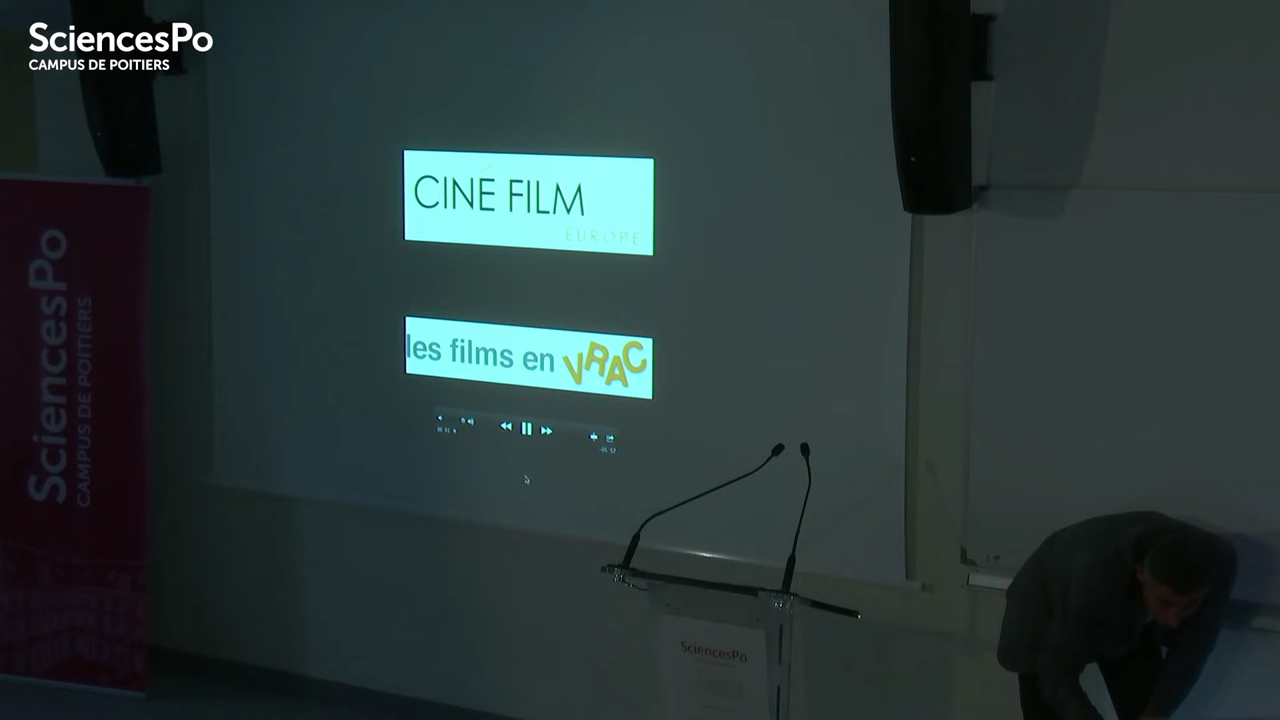 SciencesPo
CAMPUS DE POITIERS
CINÉ FILM
EUROPE
les films en VRAC
SciencesPo
CAMPUS DE POITIERS
SciencesPo